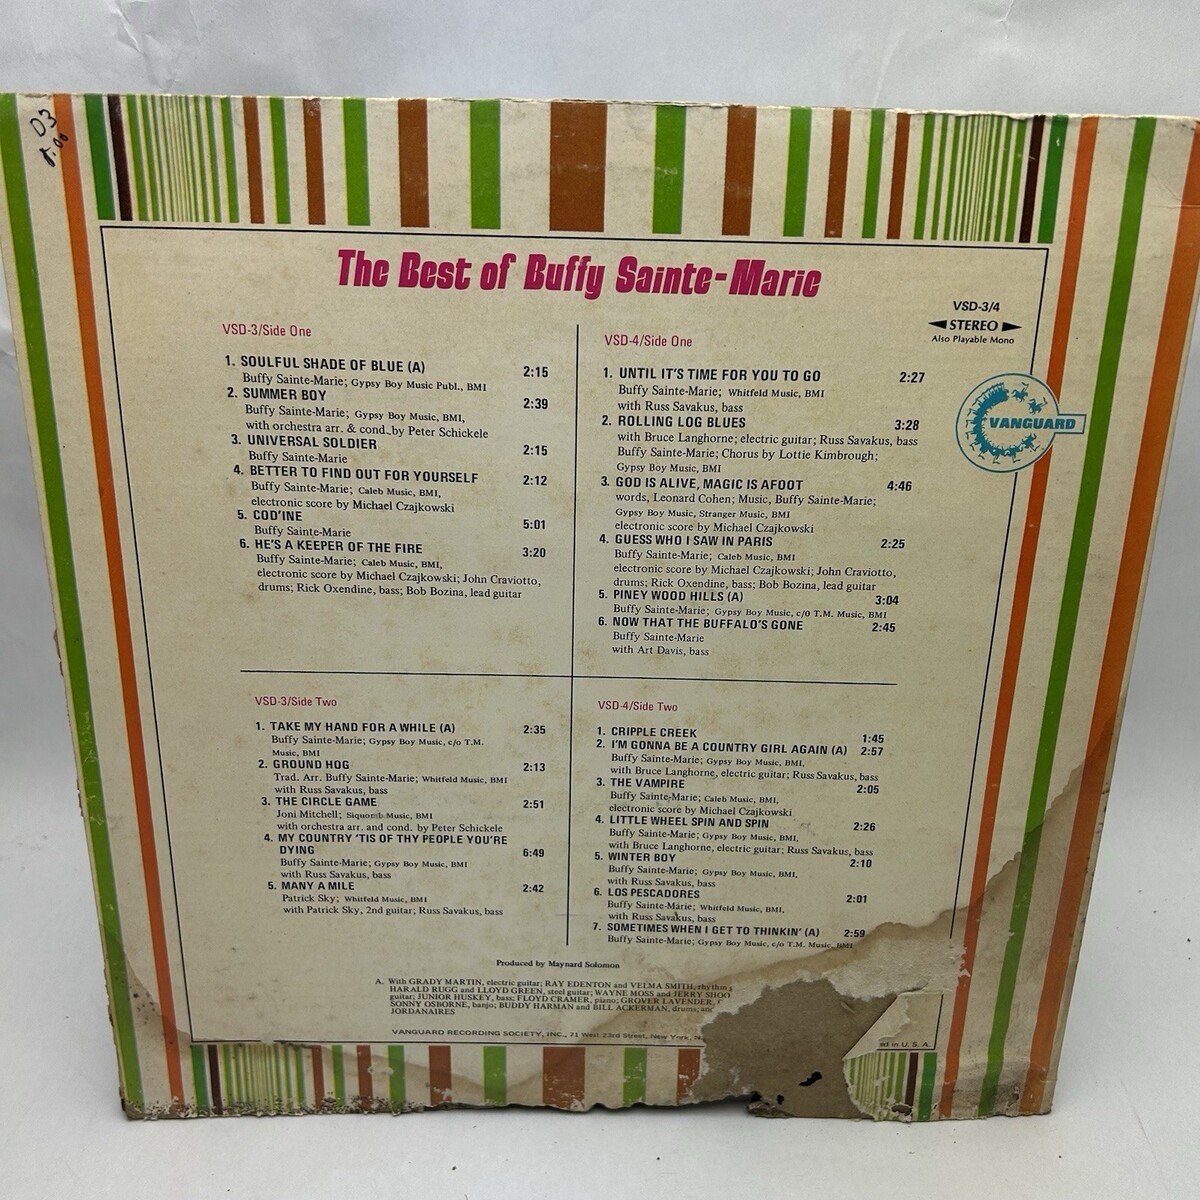 D3
The Best of Buffy Sainte-Marie
VSD-3/4
STEREO
Also Playable Mono
VANGUARD
VSD-3/Side One
1. SOULFUL SHADE OF BLUE (A) 2:15
Buffy Sainte-Marie; Gypsy Boy Music Publ., BMI
2. SUMMER BOY 2:39
Buffy Sainte-Marie; Gypsy Boy Music, BMI,
with orchestra arr. & cond. by Peter Schickele
3. UNIVERSAL SOLDIER 2:15
Buffy Sainte-Marie
4. BETTER TO FIND OUT FOR YOURSELF 2:12
Buffy Sainte-Marie; Caleb Music, BMI,
electronic score by Michael Czajkowski
5. COD'INE 5:01
Buffy Sainte-Marie
6. HE'S A KEEPER OF THE FIRE 3:20
Buffy Sainte-Marie; Caleb Music, BMI,
electronic score by Michael Czajkowski; John Craviotto,
drums; Rick Oxendine, bass; Bob Bozina, lead guitar
VSD-4/Side One
1. UNTIL IT'S TIME FOR YOU TO GO 2:27
Buffy Sainte-Marie; Whitfeld Music, BMI
with Russ Savakus, bass
2. ROLLING LOG BLUES 3:28
with Bruce Langhorne; electric guitar; Russ Savakus, bass
Buffy Sainte-Marie; Chorus by Lottie Kimbrough;
Gypsy Boy Music, BMI
3. GOD IS ALIVE, MAGIC IS AFOOT 4:46
words, Leonard Cohen; Music, Buffy Sainte-Marie;
Gypsy Boy Music, Stranger Music, BMI
electronic score by Michael Czajkowski
4. GUESS WHO I SAW IN PARIS 2:25
Buffy Sainte-Marie; Caleb Music, BMI
electronic score by Michael Czajkowski; John Craviotto,
drums; Rick Oxendine, bass; Bob Bozina, lead guitar
5. PINEY WOOD HILLS (A) 3:04
Buffy Sainte-Marie; Gypsy Boy Music, c/o T.M. Music, BMI
6. NOW THAT THE BUFFALO'S GONE 2:45
Buffy Sainte-Marie
with Art Davis, bass
VSD-3/Side Two
1. TAKE MY HAND FOR A WHILE (A) 2:35
Buffy Sainte-Marie; Gypsy Boy Music, c/o T.M.
Music, BMI
2. GROUND HOG 2:13
Trad. Arr. Buffy Sainte-Marie; Whitfeld Music, BMI
with Russ Savakus, bass
3. THE CIRCLE GAME 2:51
Joni Mitchell; Siquomb Music, BMI
with orchestra arr. and cond. by Peter Schickele
4. MY COUNTRY 'TIS OF THY PEOPLE YOU'RE
DYING 6:49
Buffy Sainte-Marie; Gypsy Boy Music, BMI
with Russ Savakus, bass
5. MANY A MILE 2:42
Patrick Sky; Whitfeld Music, BMI
with Patrick Sky, 2nd guitar; Russ Savakus, bass
VSD-4/Side Two
1. CRIPPLE CREEK 1:45
2. I'M GONNA BE A COUNTRY GIRL AGAIN (A) 2:57
Buffy Sainte-Marie; Gypsy Boy Music, BMI,
with Bruce Langhorne, electric guitar; Russ Savakus, bass
3. THE VAMPIRE 2:05
Buffy Sainte-Marie; Caleb Music, BMI,
electronic score by Michael Czajkowski
4. LITTLE WHEEL SPIN AND SPIN 2:26
Buffy Sainte-Marie; Gypsy Boy Music, BMI,
with Bruce Langhorne, electric guitar; Russ Savakus, bass
5. WINTER BOY 2:10
Buffy Sainte-Marie; Gypsy Boy Music, BMI,
with Russ Savakus, bass
6. LOS PESCADORES 2:01
Buffy Sainte-Marie; Whitfeld Music, BMI,
with Russ Savakus, bass
7. SOMETIMES WHEN I GET TO THINKIN' (A) 2:59
Buffy Sainte-Marie; Gypsy Boy Music, c/o T.M. Music, BMI
Produced by Maynard Solomon
A. With GRADY MARTIN, electric guitar; RAY EDENTON and VELMA SMITH, rhythm
HARALD RUGG and LLOYD GREEN, steel guitar; WAYNE MOSS and JERRY SHOO
guitar; JUNIOR HUSKEY, bass; FLOYD CRAMER, piano; GROVER LAVENDER,
SONNY OSBORNE, banjo; BUDDY HARMAN and BILL ACKERMAN, drums;
JORDANAIRES
VANGUARD RECORDING SOCIETY, INC., 71 West 23rd Street, New York,
ed in U.S.A.